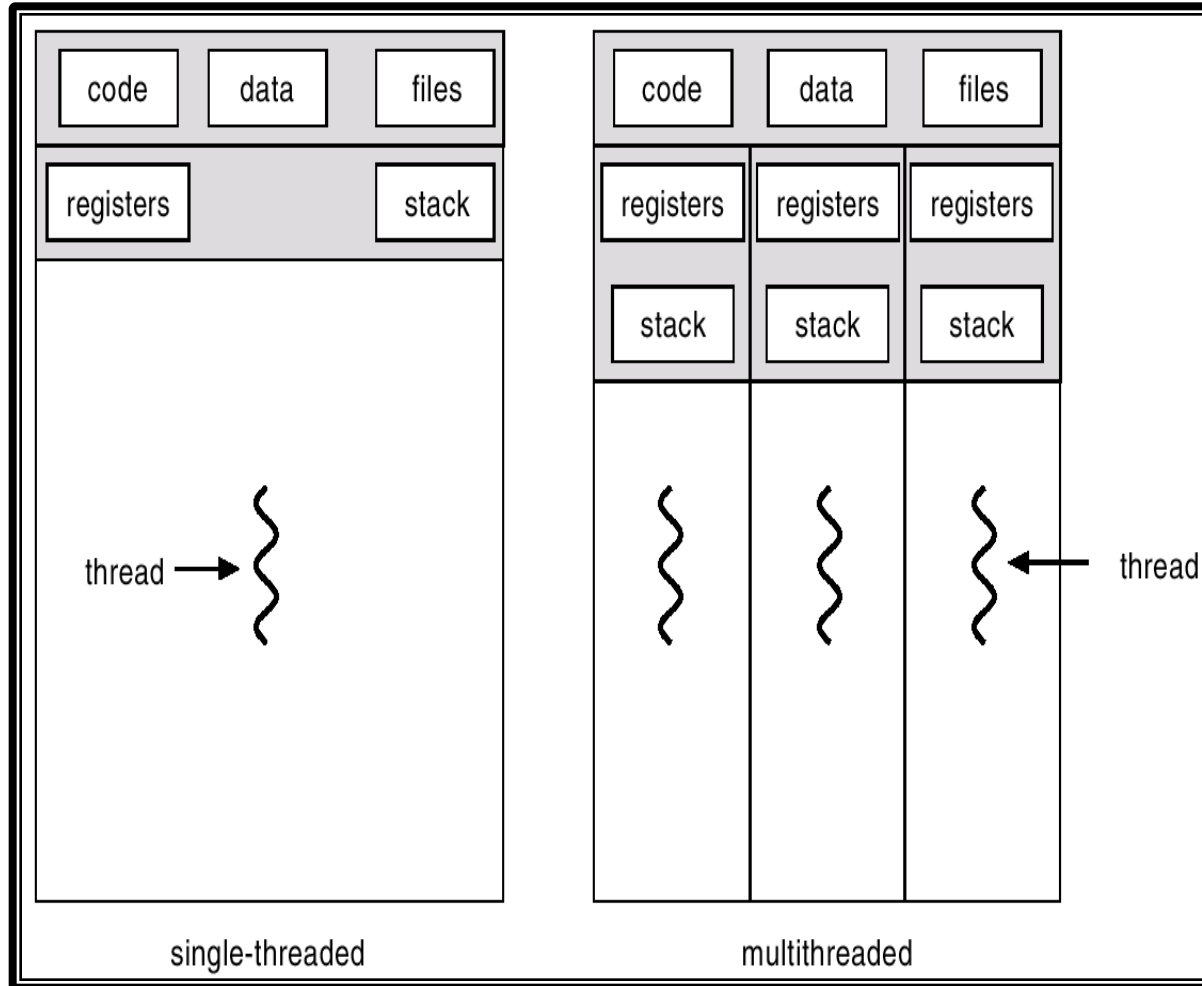 code data files
registers stack
thread
single-threaded
code data files
registers registers registers
stack stack stack
thread
multithreaded